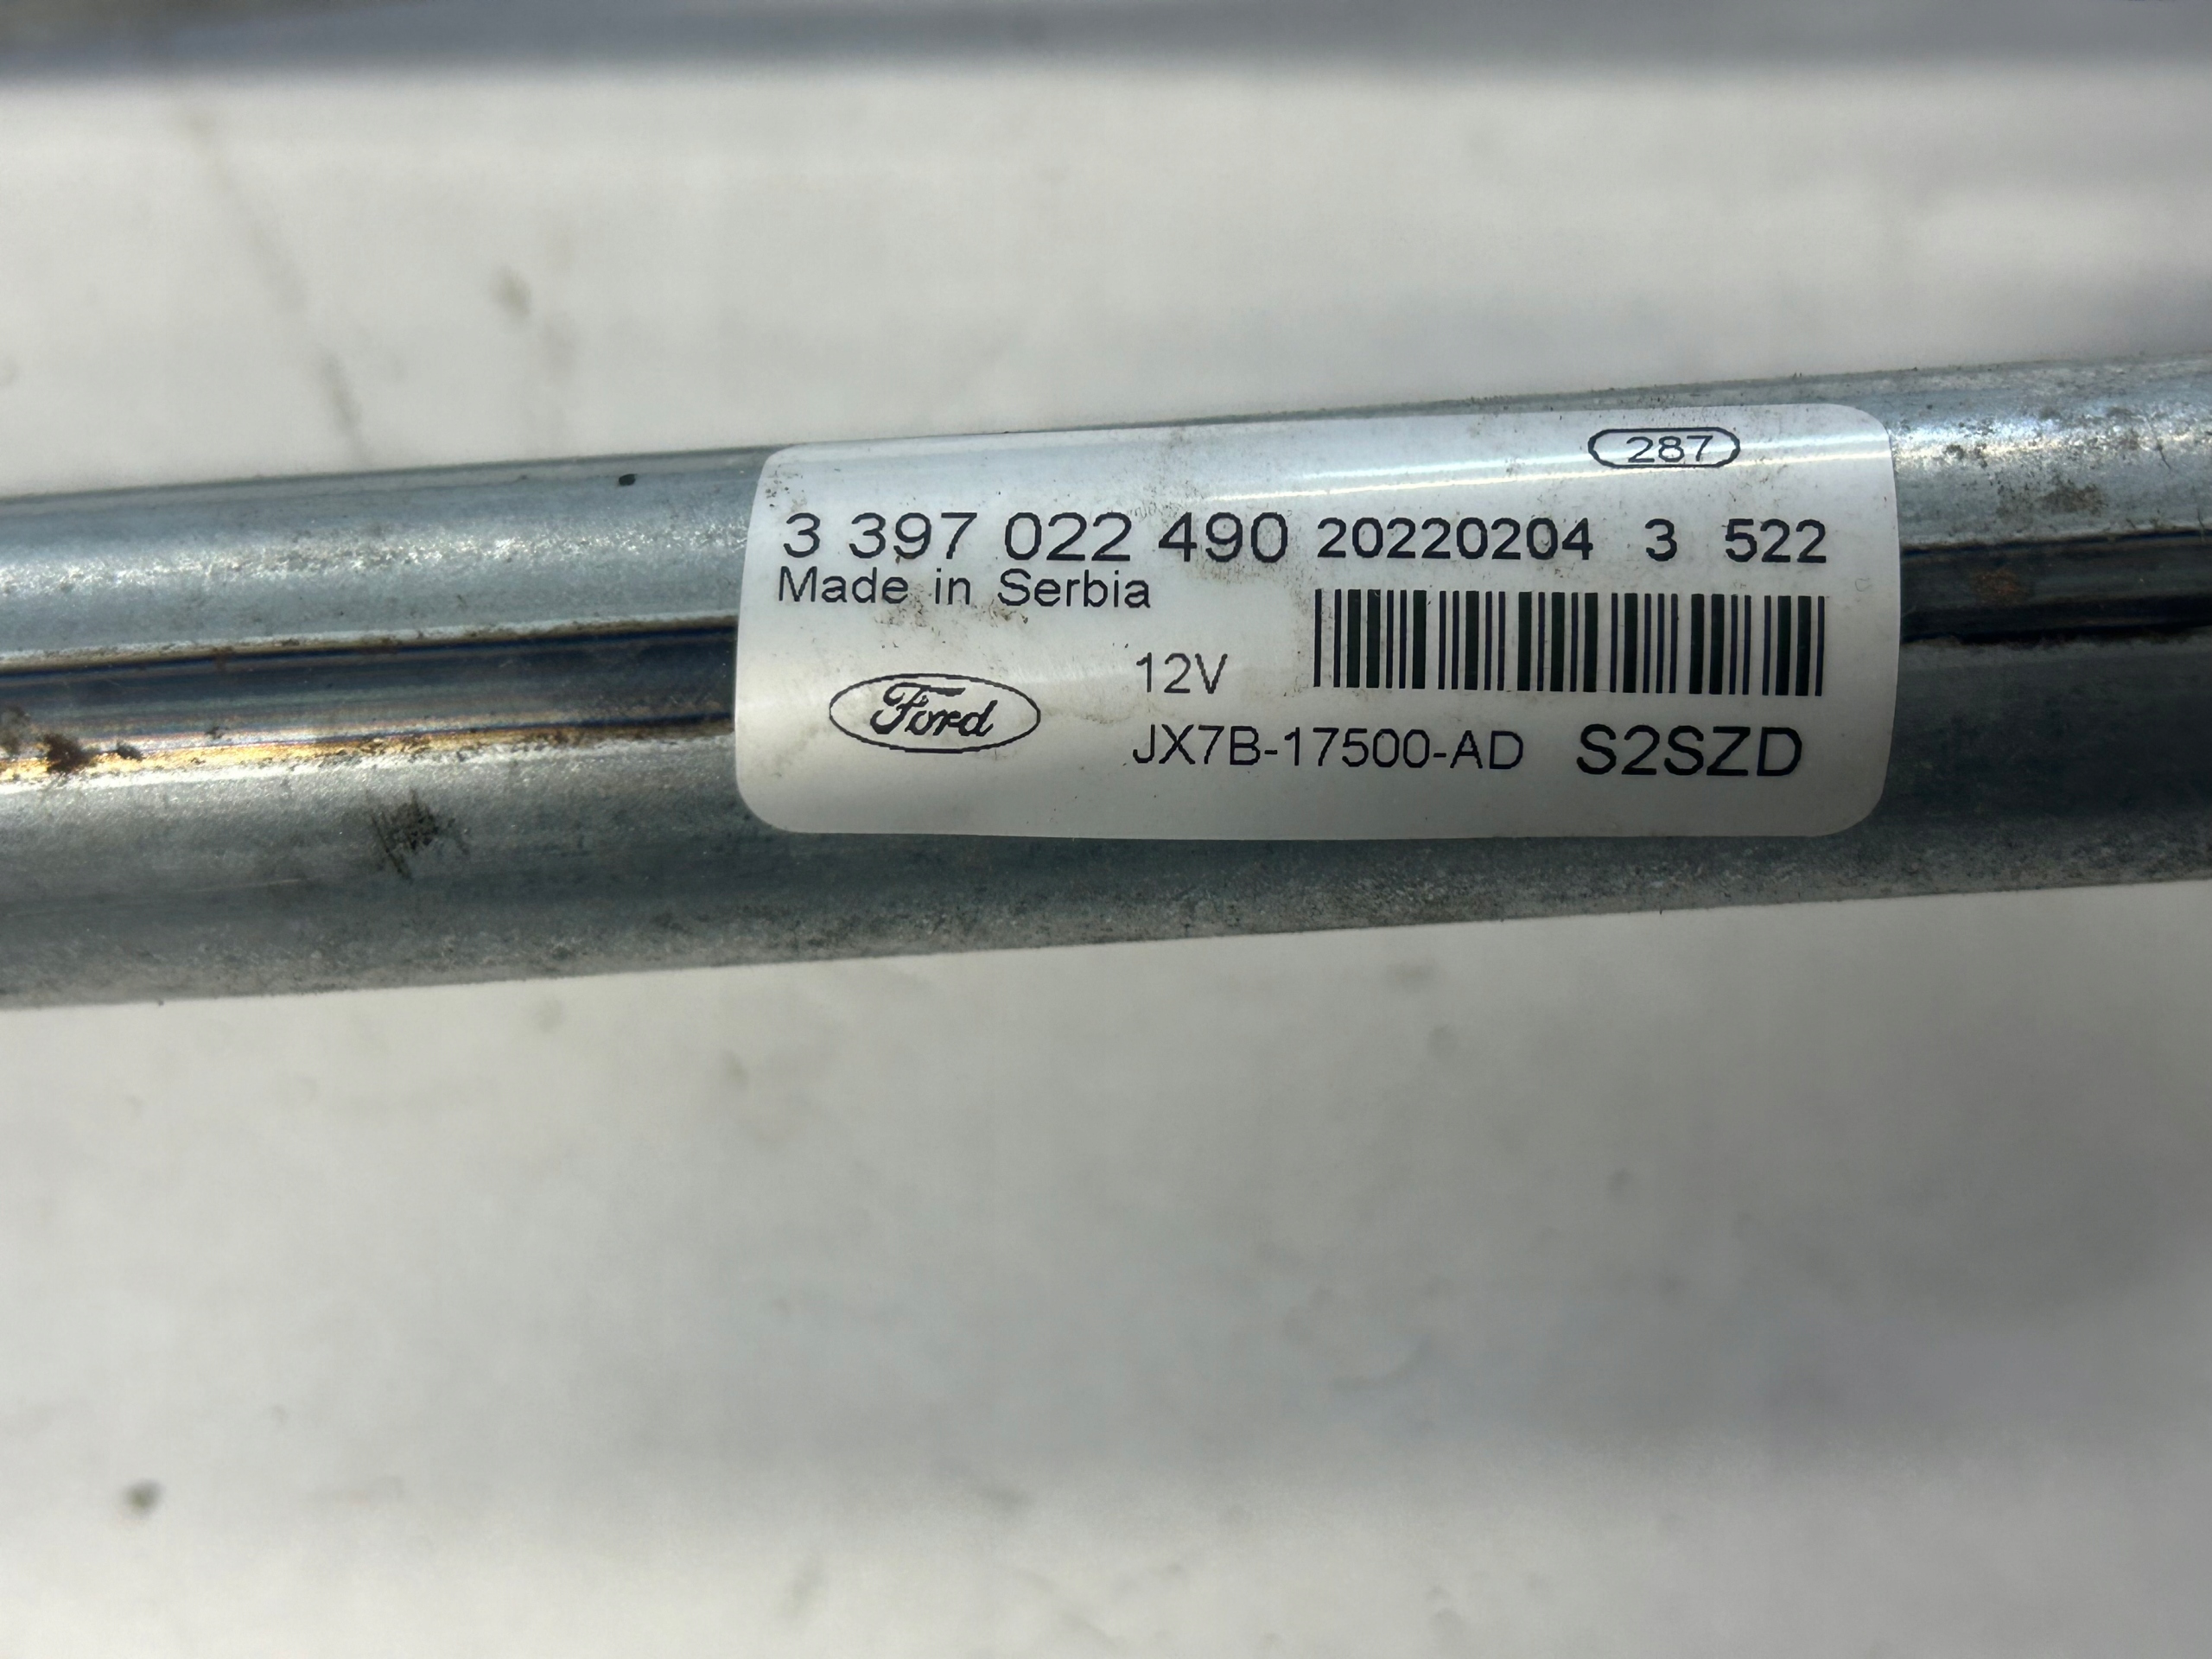 287
3 397 022 490 20220204 3 522
Made in Serbia
12V
Ford
JX7B-17500-AD S2SZD